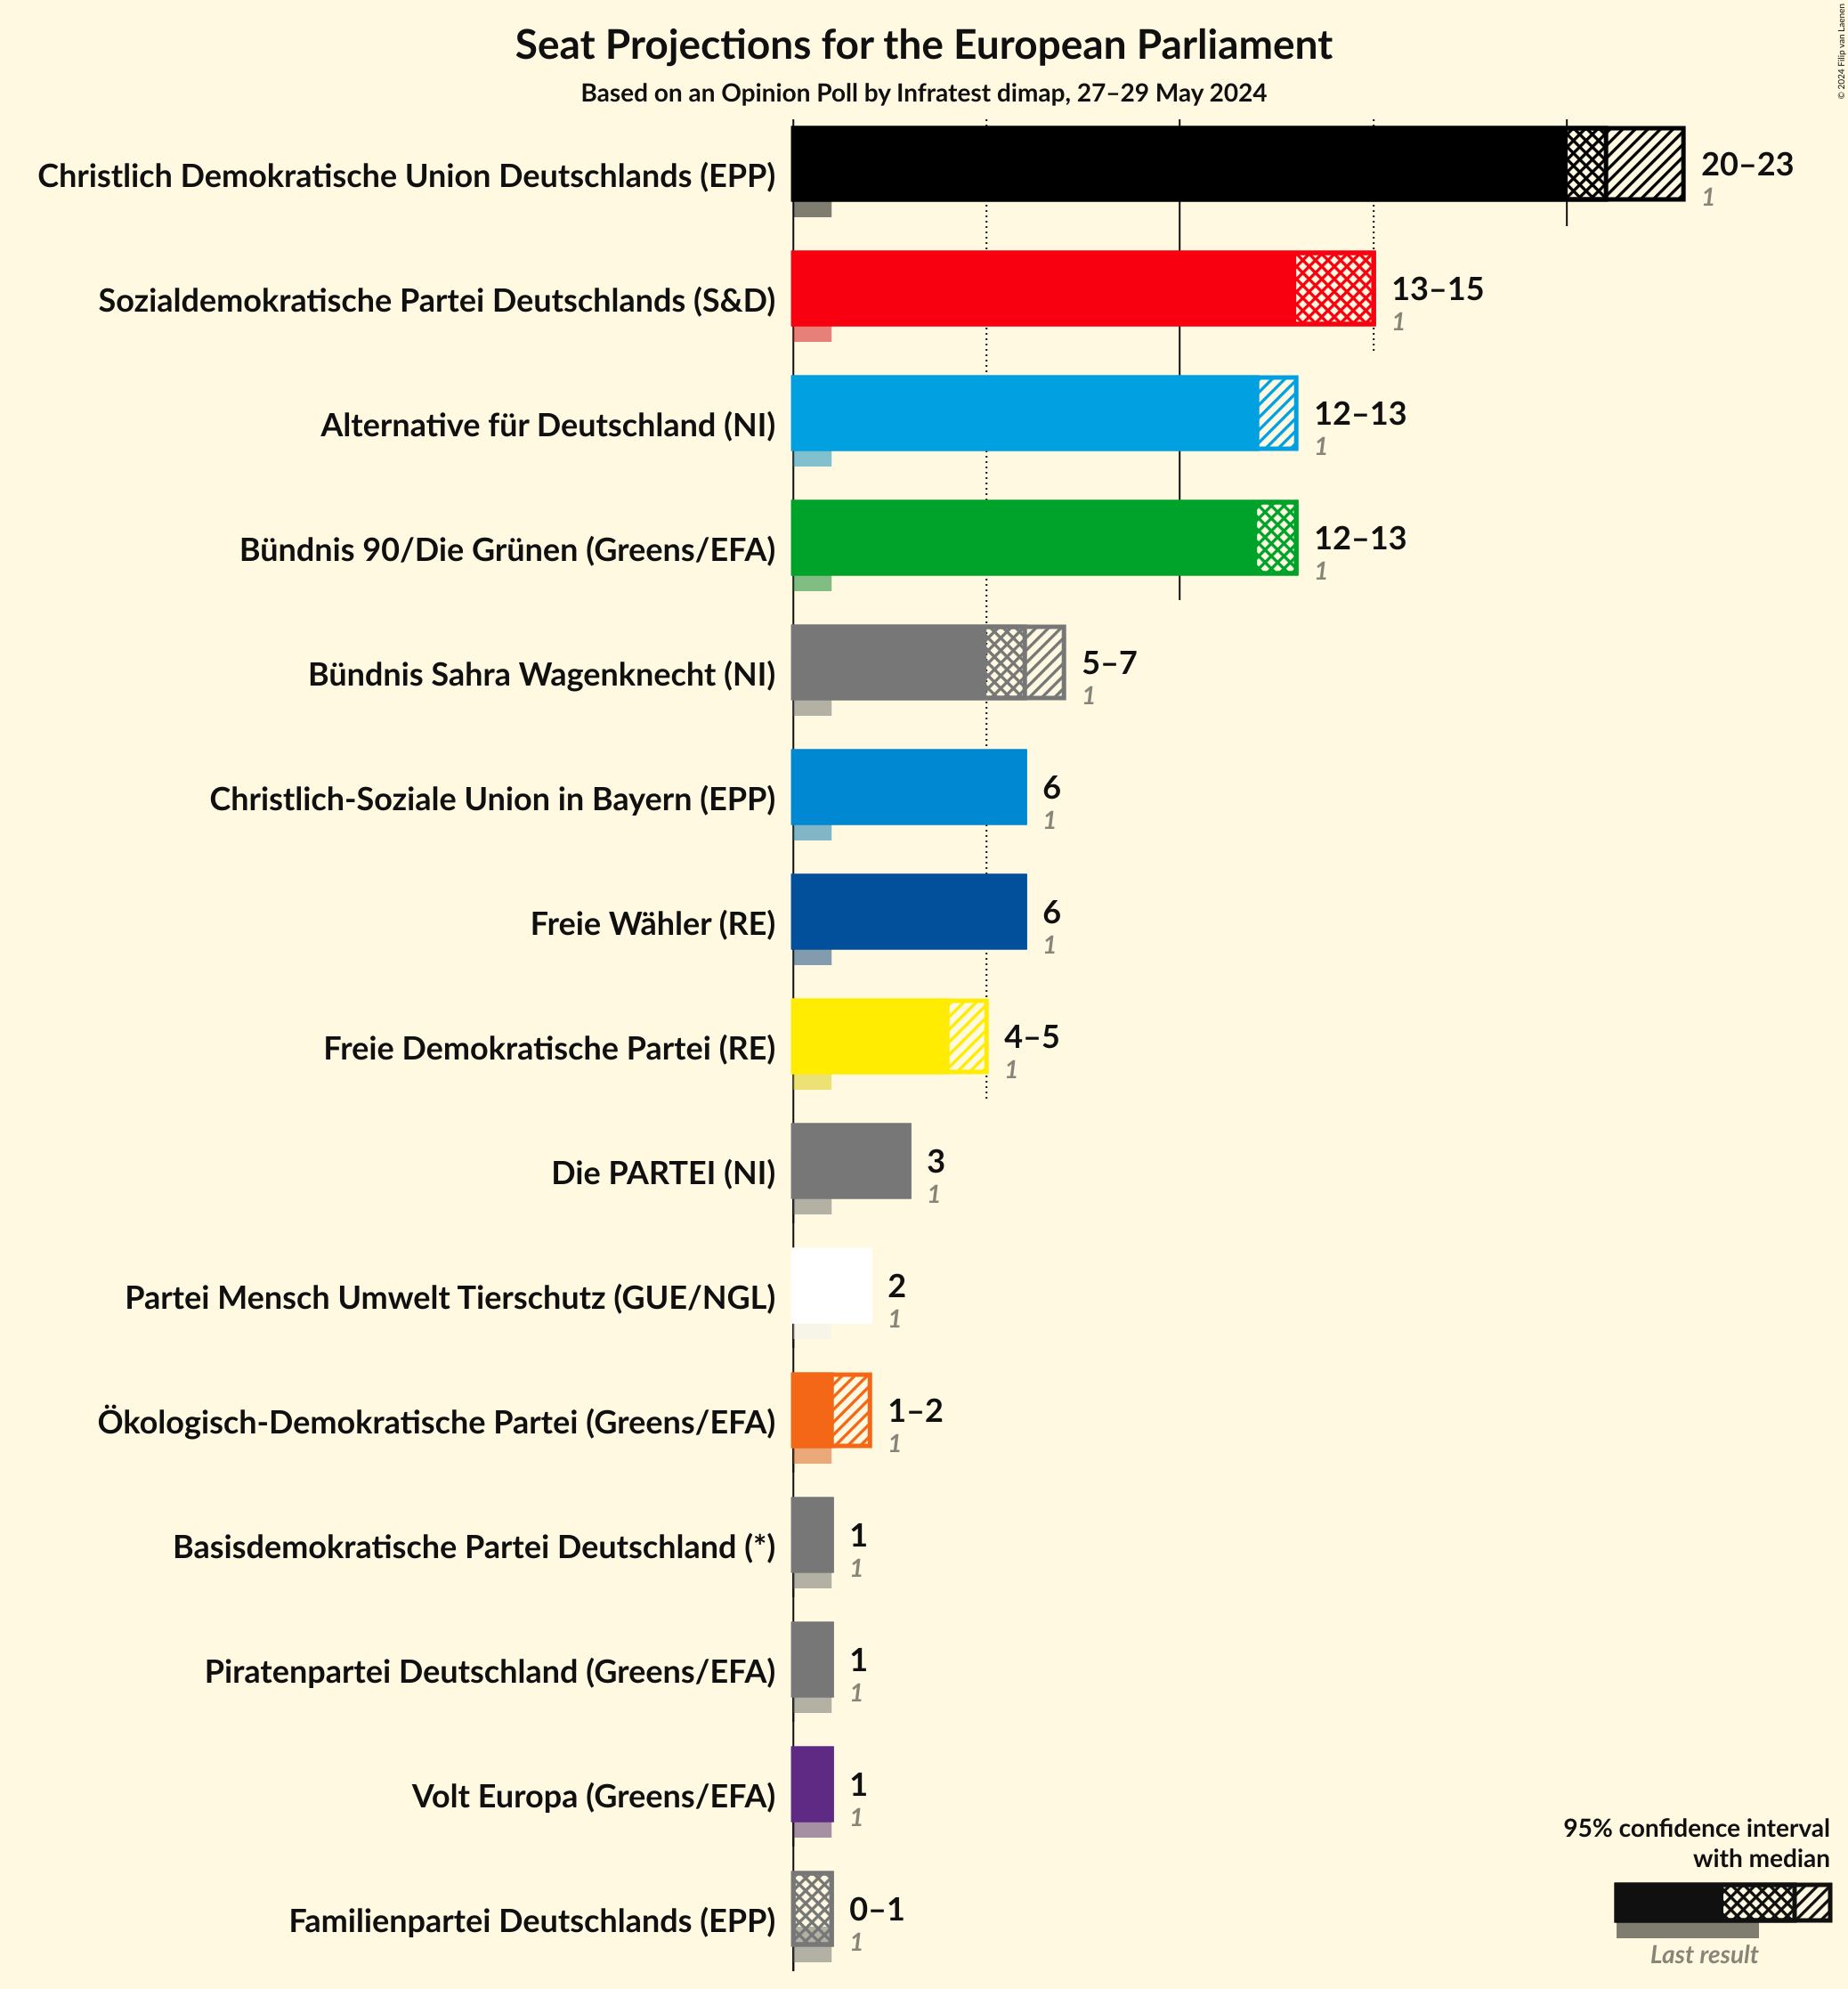 Seat Projections for the European Parliament
Based on an Opinion Poll by Infratest dimap, 27–29 May 2024
© 2024 Filip van Laenen
Christlich Demokratische Union Deutschlands (EPP)
20–23
1
Sozialdemokratische Partei Deutschlands (S&D)
13–15
1
Alternative für Deutschland (NI)
12–13
1
Bündnis 90/Die Grünen (Greens/EFA)
12–13
1
Bündnis Sahra Wagenknecht (NI)
5–7
1
Christlich-Soziale Union in Bayern (EPP)
6
1
Freie Wähler (RE)
6
1
Freie Demokratische Partei (RE)
4–5
1
Die PARTEI (NI)
3
1
Partei Mensch Umwelt Tierschutz (GUE/NGL)
2
1
Ökologisch-Demokratische Partei (Greens/EFA)
1–2
1
Basisdemokratische Partei Deutschland (*)
1
1
Piratenpartei Deutschland (Greens/EFA)
1
1
Volt Europa (Greens/EFA)
1
1
Familienpartei Deutschlands (EPP)
0–1
1
95% confidence interval
with median
Last result